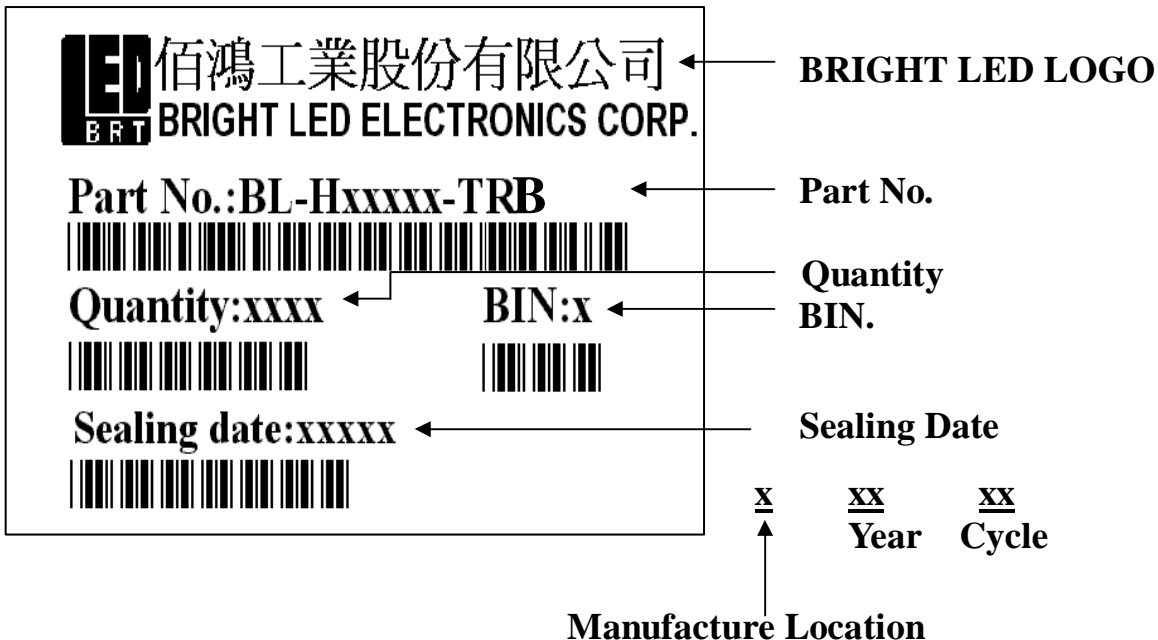 LED 佰鴻工業股份有限公司
BRT BRIGHT LED ELECTRONICS CORP.
BRIGHT LED LOGO
Part No.:BL-Hxxxxx-TRB
Part No.
Quantity:xxxx
BIN:x
Quantity
BIN.
Sealing date:xxxxx
Sealing Date
x xx xx
Year Cycle
Manufacture Location